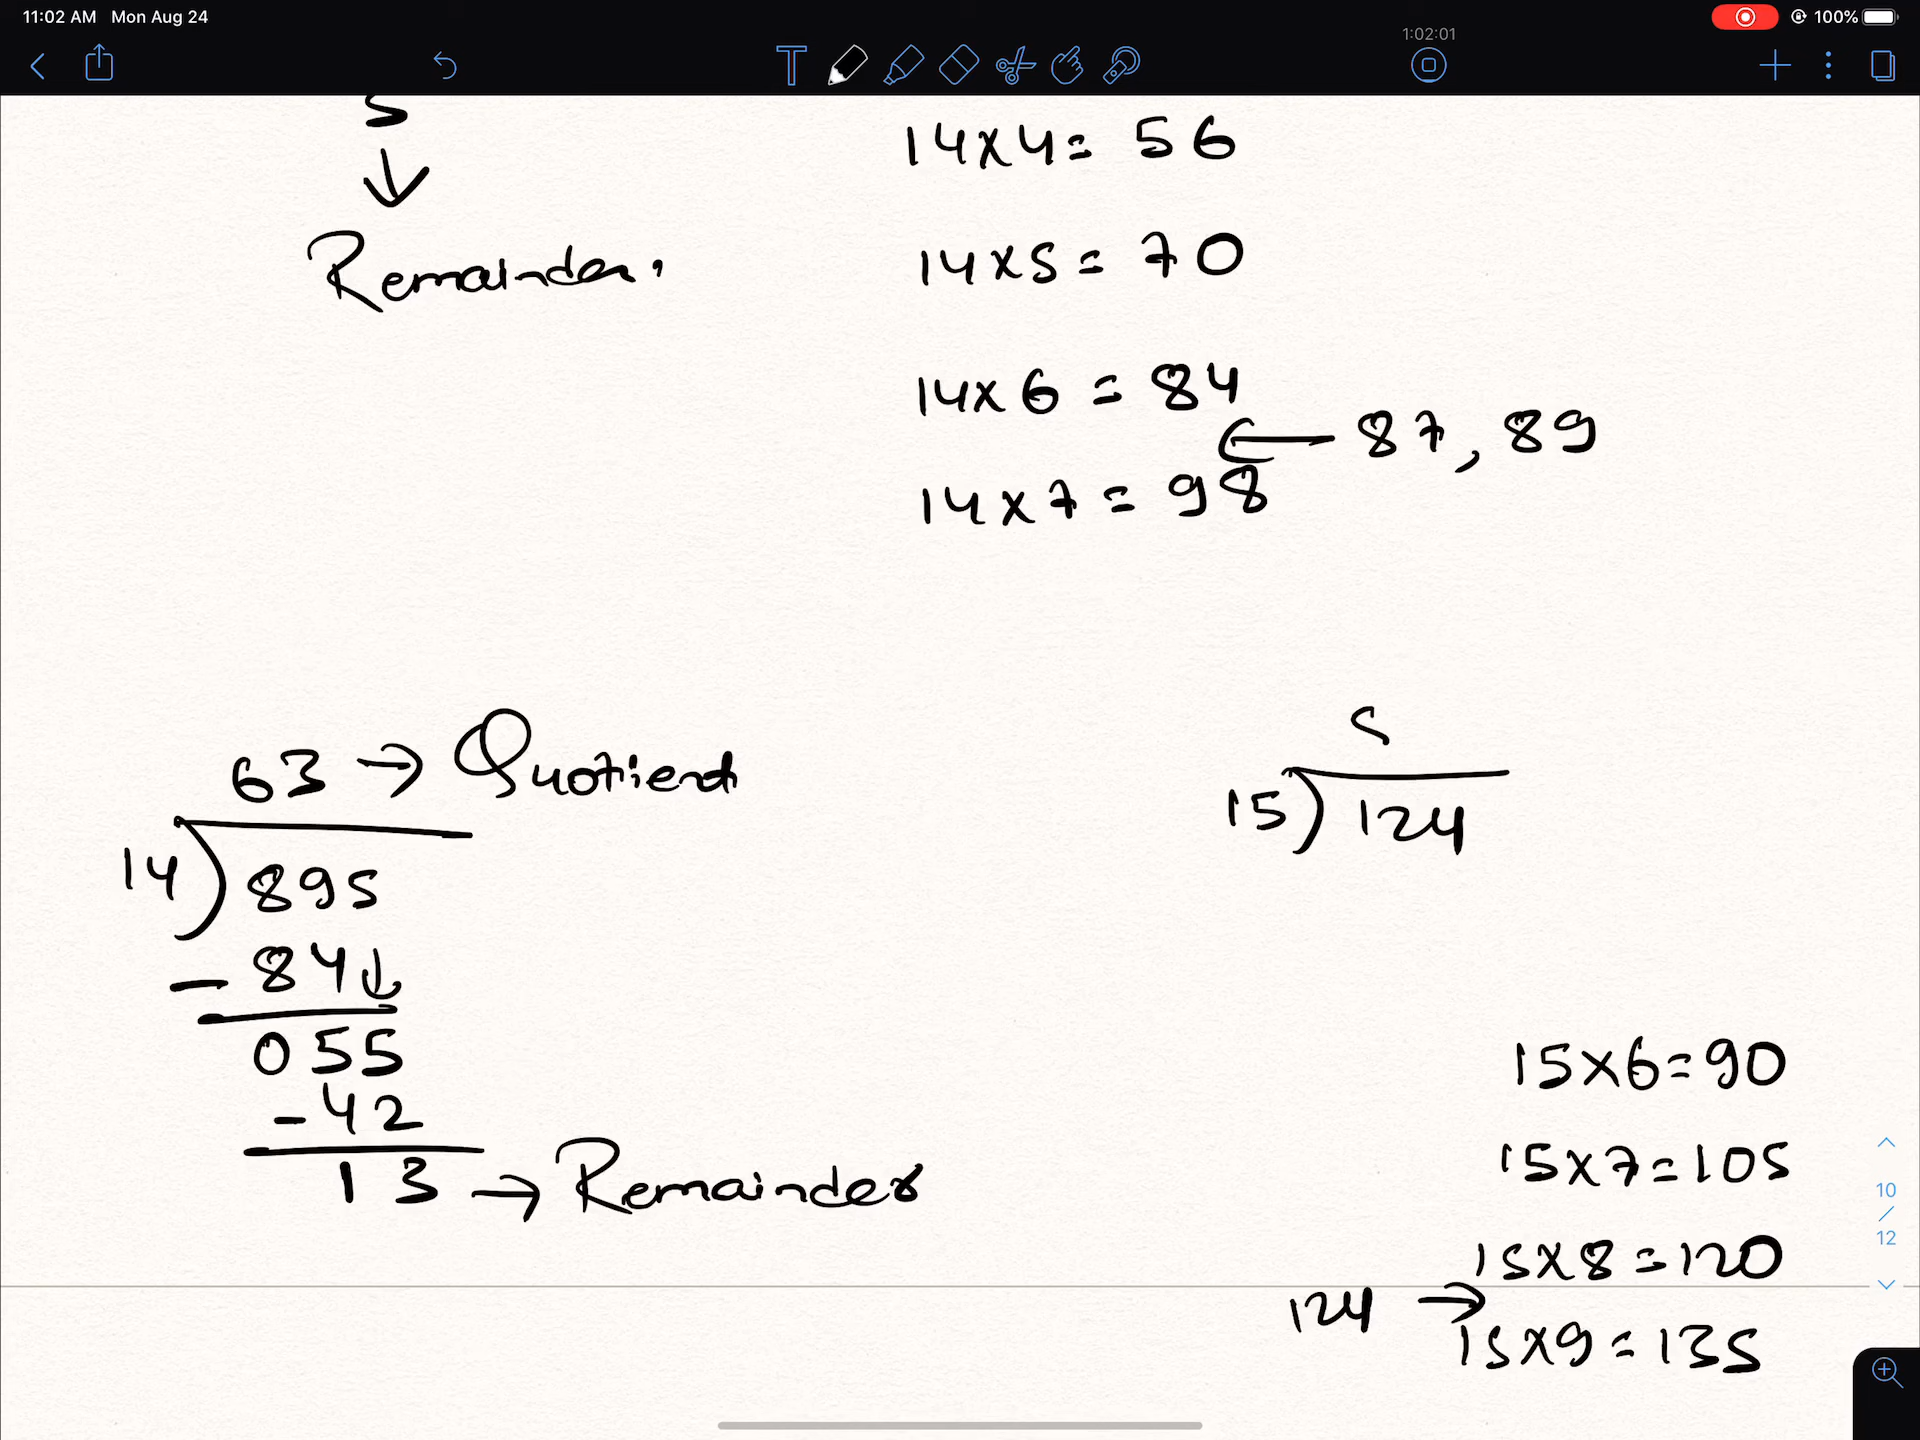 11:02 AM Mon Aug 24
100%
1:02:01
5
Remainder.
14x4= 56
14x5= 70
14x6 = 84
87, 89
14x7 = 98
63 → Quotient
14) 895
- 84↓
055
- 42
13 → Remainder
15) 124
15x6=90
15x7=105
15x8=120
124 →
15x9=135
10
/
12